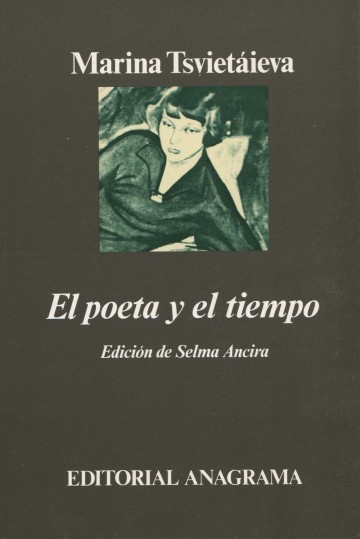 Marina Tsvietáieva
El poeta y el tiempo
Edición de Selma Ancira
EDITORIAL ANAGRAMA